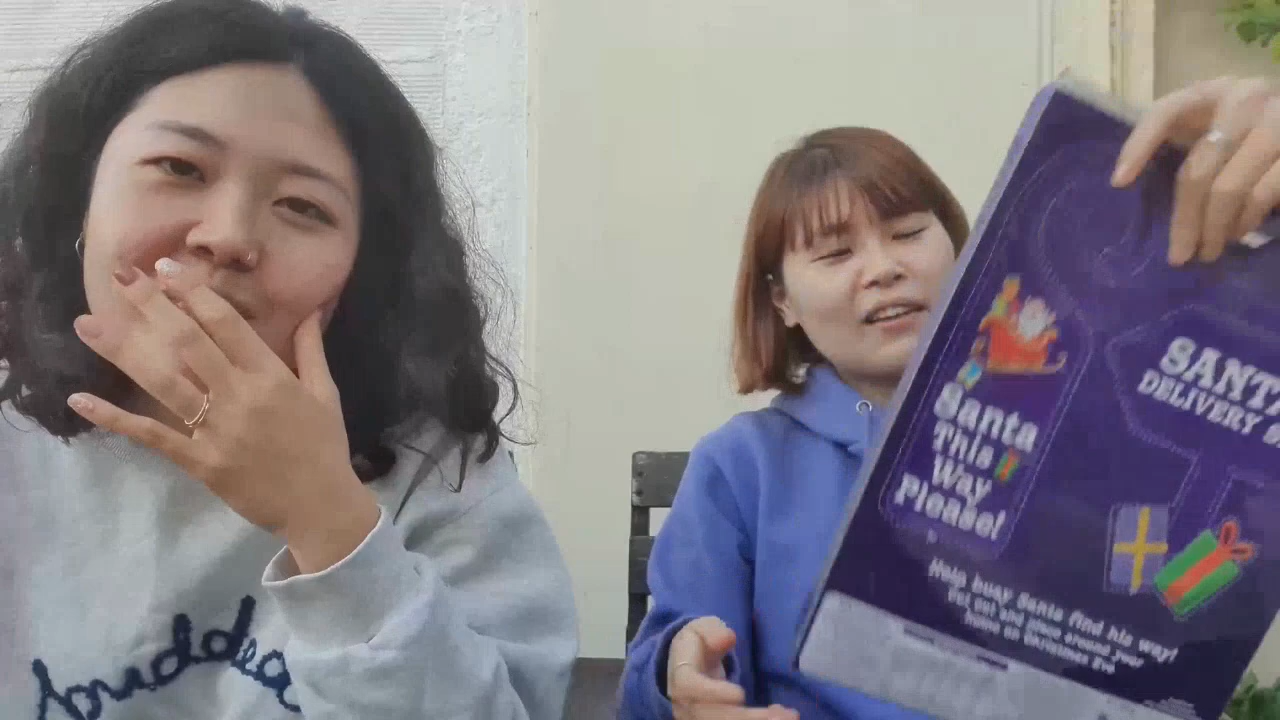 Santa
This
Way
Please!
SANTA
DELIVERY
Help busy Santa find his way!
Cut out and place around your
home on Christmas Eve